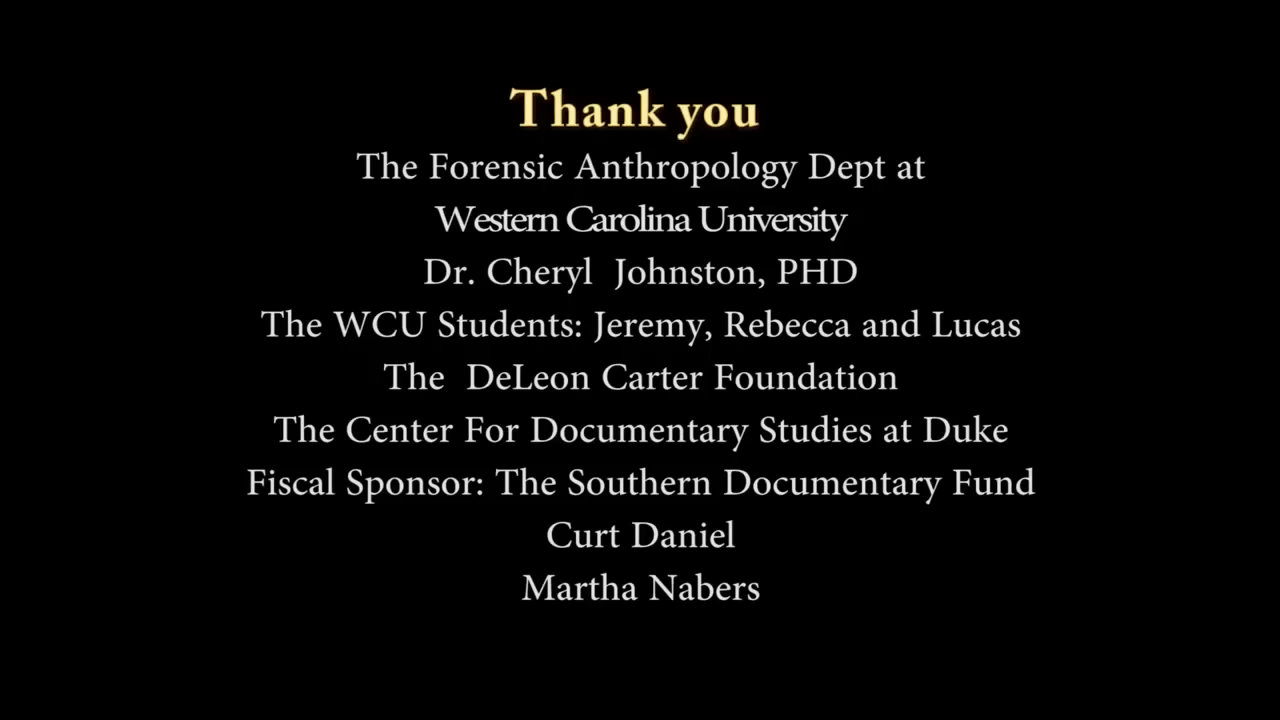 Thank you
The Forensic Anthropology Dept at
Western Carolina University
Dr. Cheryl  Johnston, PHD
The WCU Students: Jeremy, Rebecca and Lucas
The  DeLeon Carter Foundation
The Center For Documentary Studies at Duke
Fiscal Sponsor: The Southern Documentary Fund
Curt Daniel
Martha Nabers